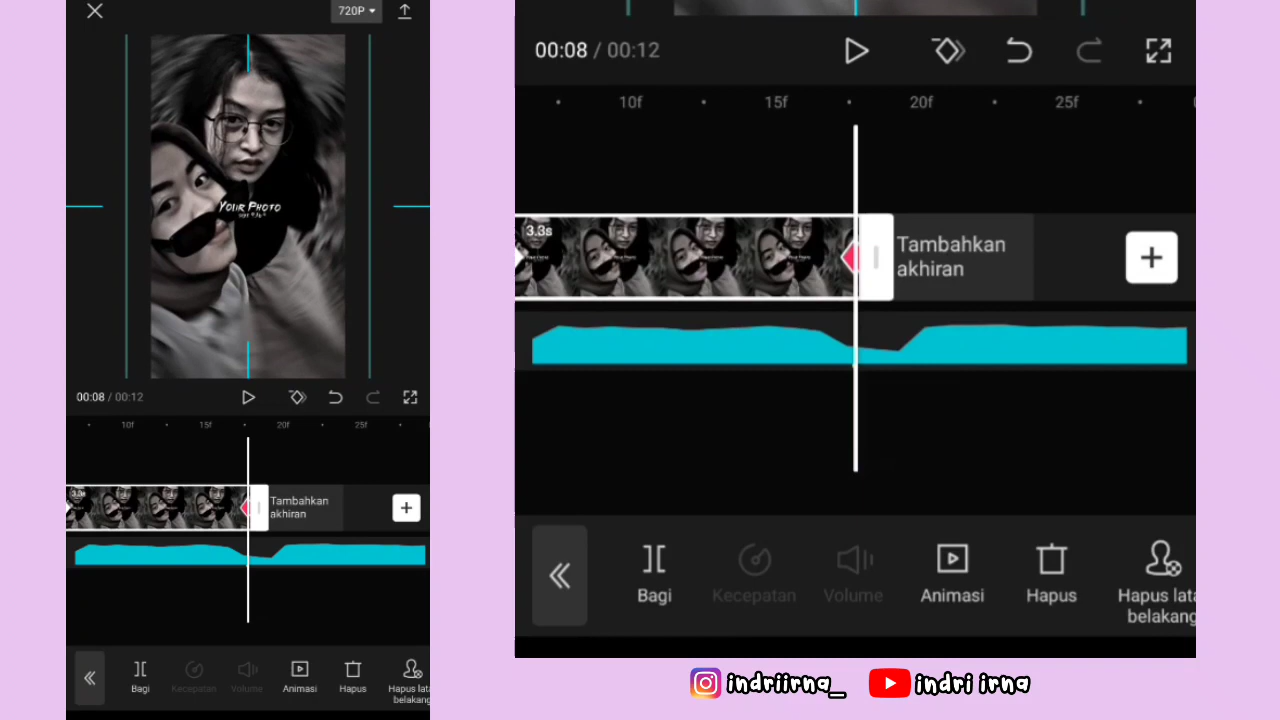 720P
YOUR PHOTO
00:08 / 00:12
10f
15f
20f
25f
3.3s
Tambahkan
akhiran
Bagi
Kecepatan
Volume
Animasi
Hapus
Hapus lata
belakang
00:08 / 00:12
10f
15f
20f
25f
3.3s
Tambahkan
akhiran
Bagi
Kecepatan
Volume
Animasi
Hapus
Hapus lata
belakang
indriirna_
indri irna